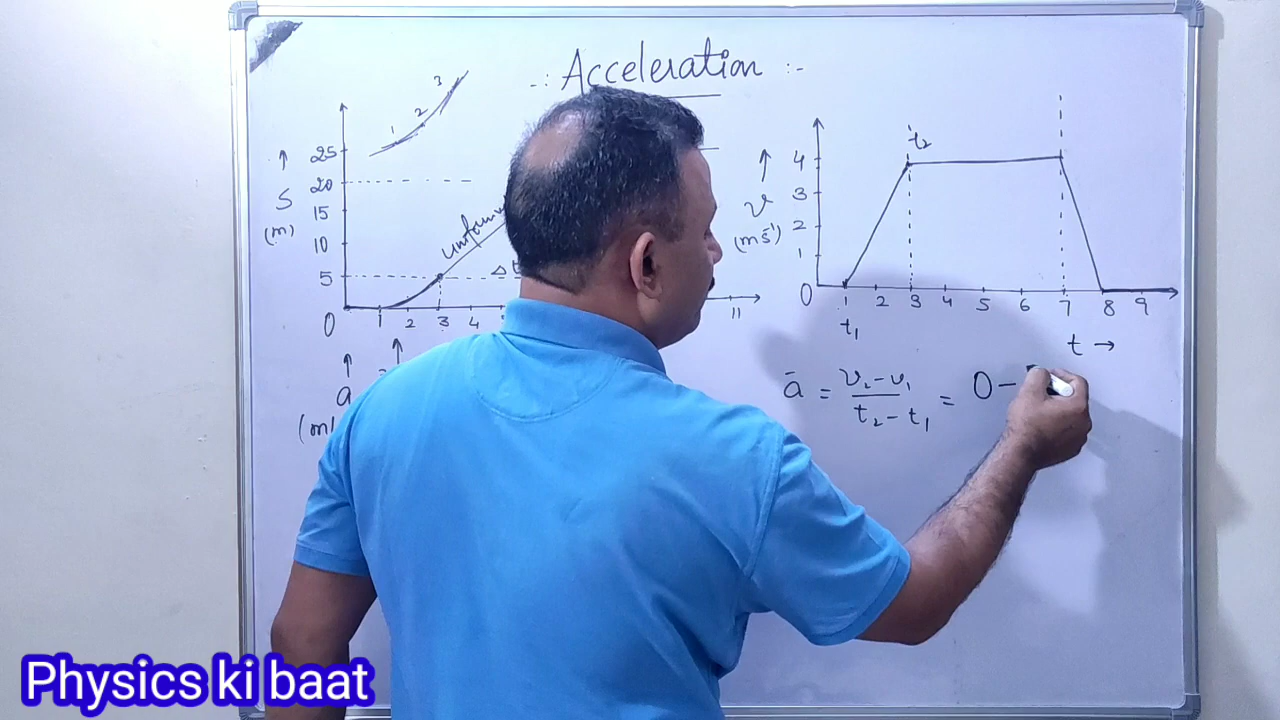 -: Acceleration :-
1 2 3
25
20
15
10
5
0
S
(m)
Δt
1 2 3 4
11
a
t₂
4
3
2
1
0
v
(m s⁻¹)
1 2 3 4 5 6 7 8 9
t₁
t →
ā = v₂ - v₁ / t₂ - t₁ = 0 -
Physics ki baat